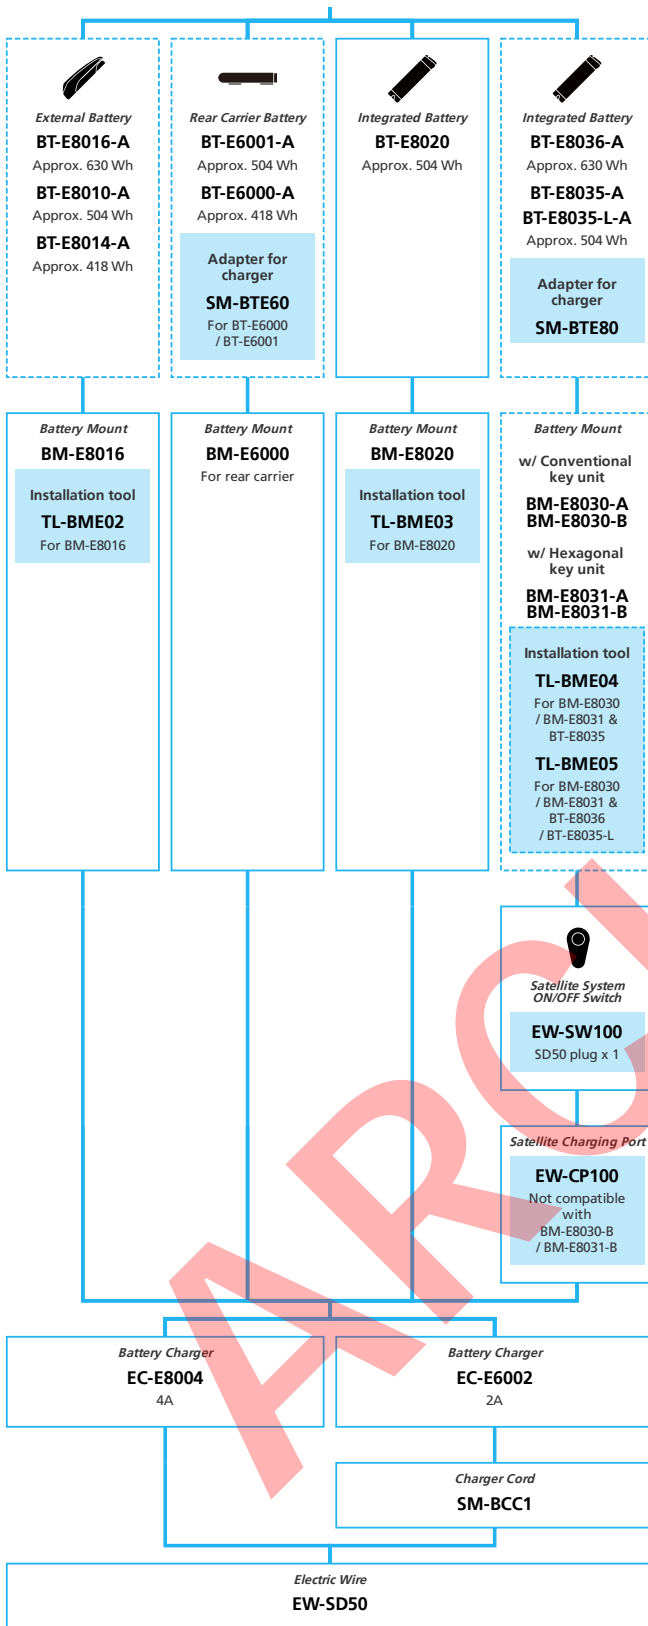 External Battery
BT-E8016-A
Approx. 630 Wh
BT-E8010-A
Approx. 504 Wh
BT-E8014-A
Approx. 418 Wh
Rear Carrier Battery
BT-E6001-A
Approx. 504 Wh
BT-E6000-A
Approx. 418 Wh
Adapter for
charger
SM-BTE60
For BT-E6000
/ BT-E6001
Integrated Battery
BT-E8020
Approx. 504 Wh
Integrated Battery
BT-E8036-A
Approx. 630 Wh
BT-E8035-A
BT-E8035-L-A
Approx. 504 Wh
Adapter for
charger
SM-BTE80
Battery Mount
BM-E8016
Installation tool
TL-BME02
For BM-E8016
Battery Mount
BM-E6000
For rear carrier
Battery Mount
BM-E8020
Installation tool
TL-BME03
For BM-E8020
Battery Mount
w/ Conventional
key unit
BM-E8030-A
BM-E8030-B
w/ Hexagonal
key unit
BM-E8031-A
BM-E8031-B
Installation tool
TL-BME04
For BM-E8030
/ BM-E8031 &
BT-E8035
TL-BME05
For BM-E8030
/ BM-E8031 &
BT-E8036
/ BT-E8035-L
Satellite System
ON/OFF Switch
EW-SW100
SD50 plug x 1
Satellite Charging Port
EW-CP100
Not compatible
with
BM-E8030-B
/ BM-E8031-B
Battery Charger
EC-E8004
4A
Battery Charger
EC-E6002
2A
Charger Cord
SM-BCC1
Electric Wire
EW-SD50